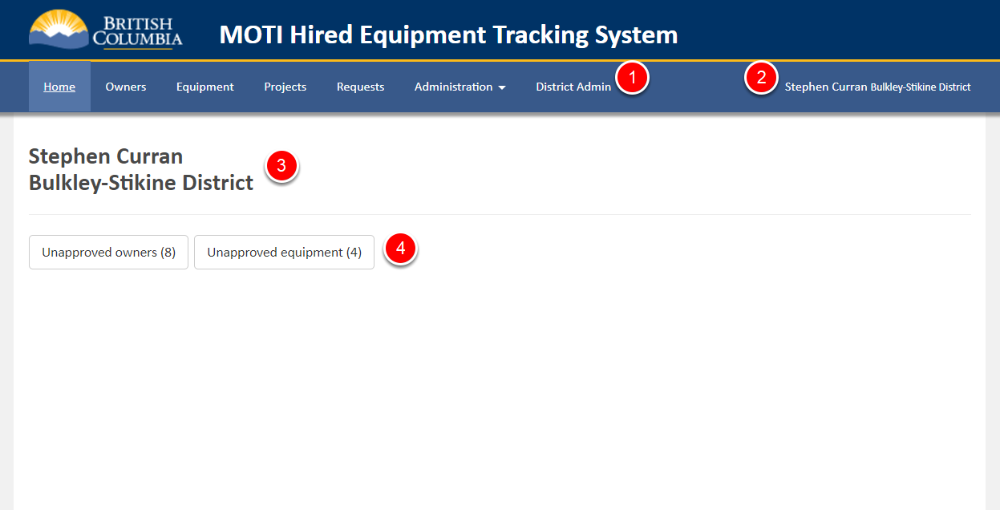 BRITISH
COLUMBIA
MOTI Hired Equipment Tracking System
Home Owners Equipment Projects Requests Administration District Admin 1 2 Stephen Curran Bulkley-Stikine District
Stephen Curran
Bulkley-Stikine District
3
Unapproved owners (8) Unapproved equipment (4) 4